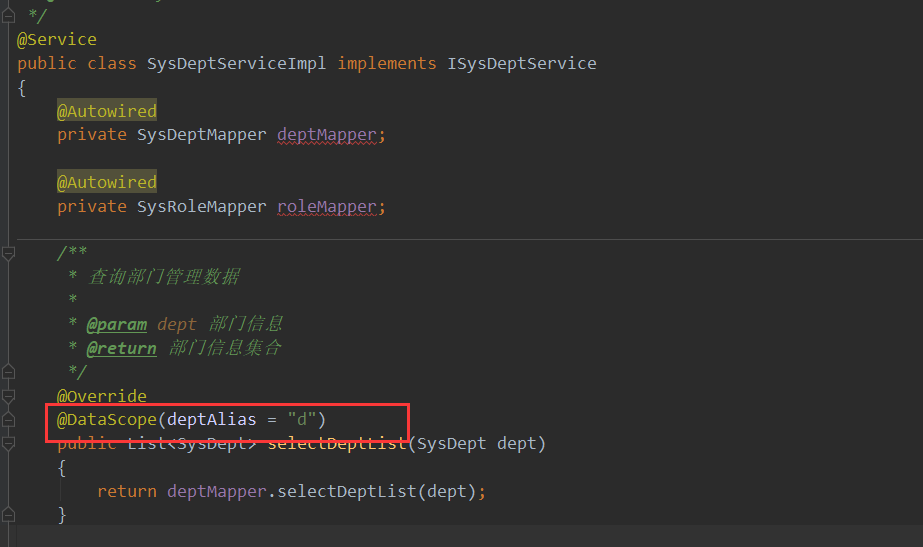 */
@Service
public class SysDeptServiceImpl implements ISysDeptService
{
@Autowired
private SysDeptMapper deptMapper;
@Autowired
private SysRoleMapper roleMapper;
/**
* 查询部门管理数据
*
* @param dept 部门信息
* @return 部门信息集合
*/
@Override
@DataScope(deptAlias = "d")
public List<SysDept> selectDeptList(SysDept dept)
{
return deptMapper.selectDeptList(dept);
}